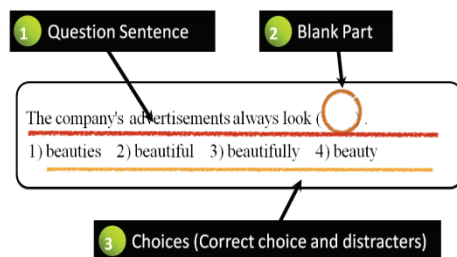 1 Question Sentence
2 Blank Part
The company's advertisements always look ( ) .
1) beauties 2) beautiful 3) beautifully 4) beauty
3 Choices (Correct choice and distracters)